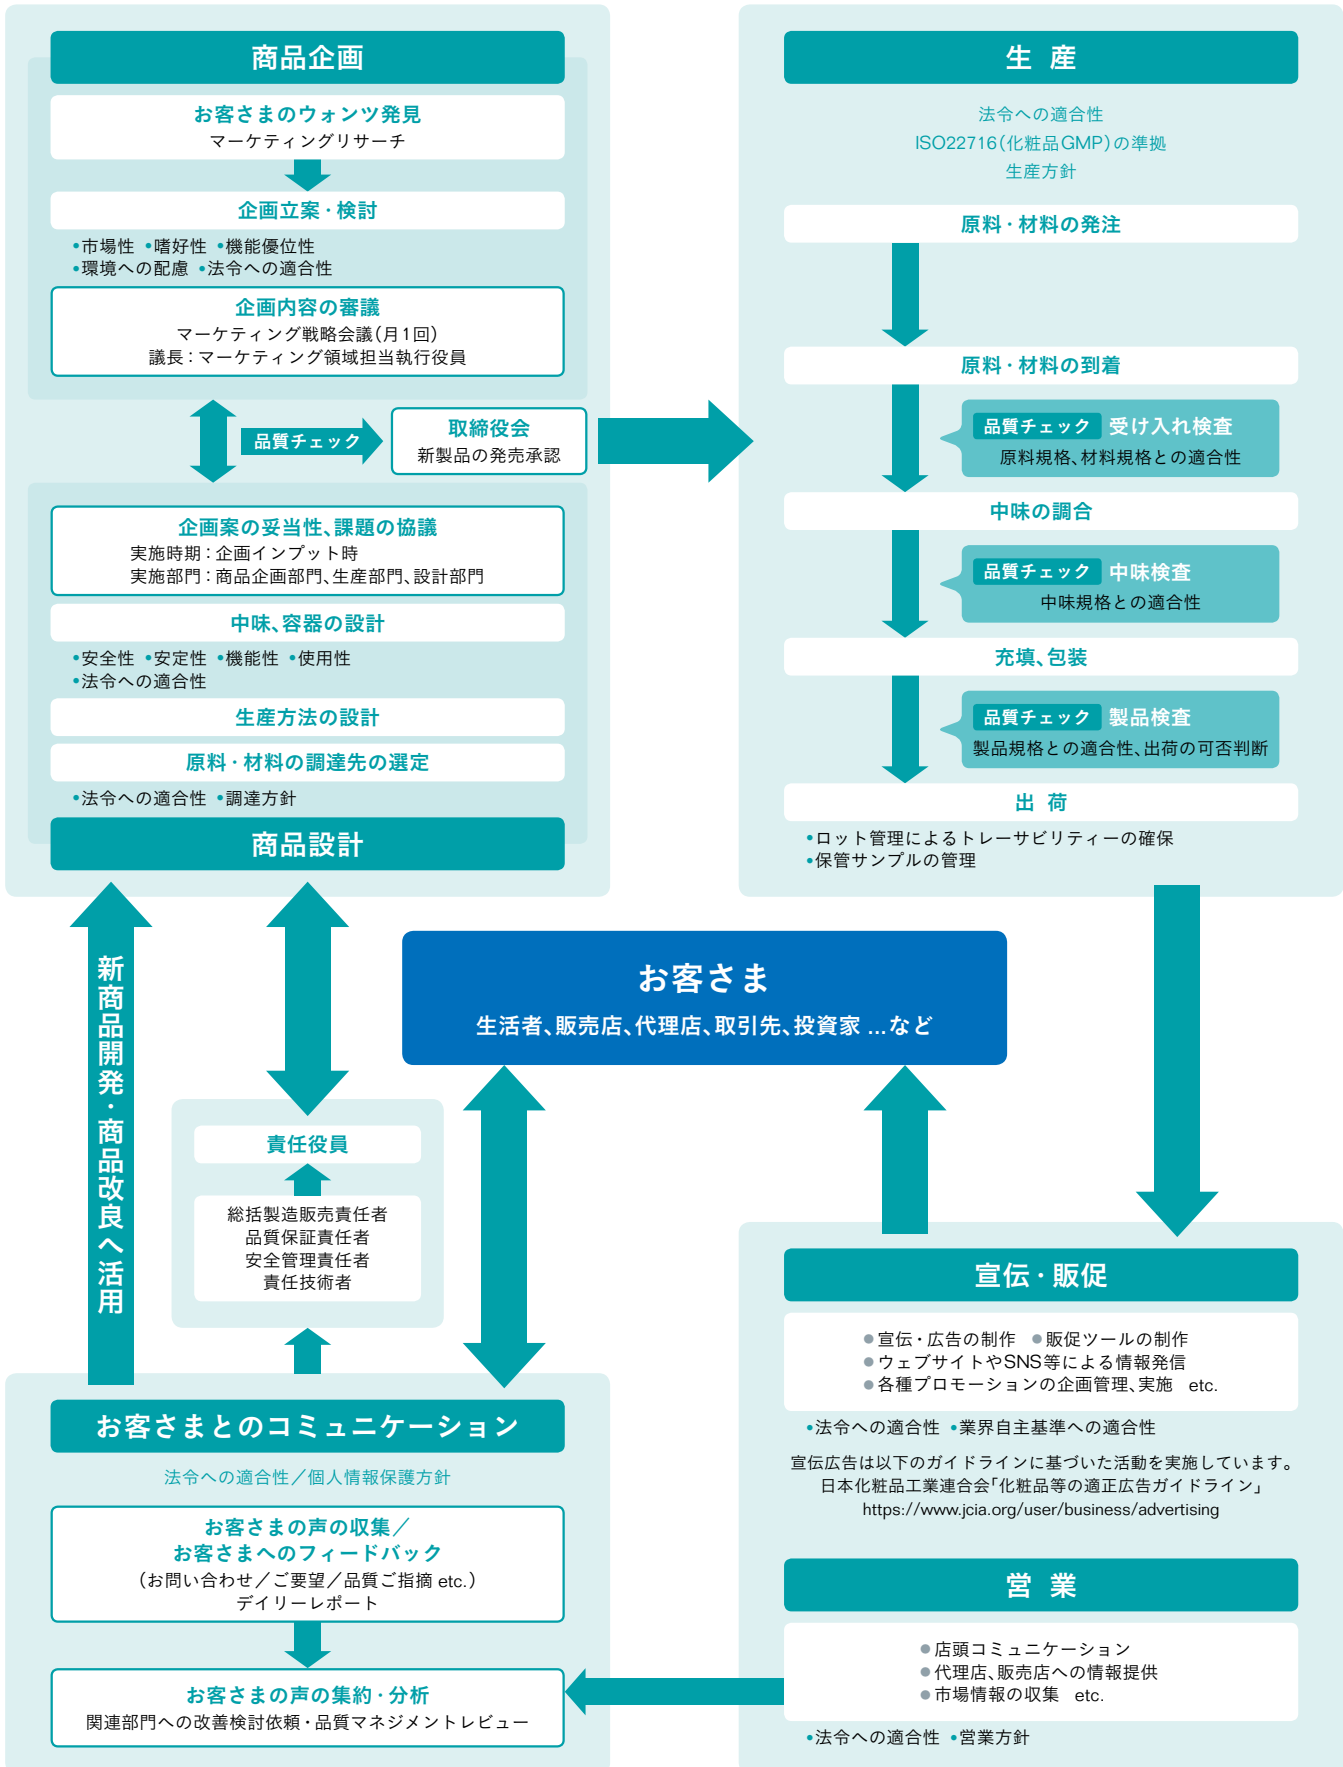 商品企画
お客さまのウォンツ発見
マーケティングリサーチ
企画立案・検討
•市場性 •嗜好性 •機能優位性
•環境への配慮 •法令への適合性
企画内容の審議
マーケティング戦略会議(月1回)
議長：マーケティング領域担当執行役員
品質チェック
取締役会
新製品の発売承認
企画案の妥当性、課題の協議
実施時期：企画インプット時
実施部門：商品企画部門、生産部門、設計部門
中味、容器の設計
•安全性 •安定性 •機能性 •使用性
•法令への適合性
生産方法の設計
原料・材料の調達先の選定
•法令への適合性 •調達方針
商品設計
生 産
法令への適合性
ISO22716(化粧品GMP)の準拠
生産方針
原料・材料の発注
原料・材料の到着
品質チェック 受け入れ検査
原料規格、材料規格との適合性
中味の調合
品質チェック 中味検査
中味規格との適合性
充填、包装
品質チェック 製品検査
製品規格との適合性、出荷の可否判断
出 荷
•ロット管理によるトレーサビリティーの確保
•保管サンプルの管理
お客さま
生活者、販売店、代理店、取引先、投資家 …など
新商品開発・商品改良へ活用
責任役員
総括製造販売責任者
品質保証責任者
安全管理責任者
責任技術者
お客さまとのコミュニケーション
法令への適合性／個人情報保護方針
お客さまの声の収集／
お客さまへのフィードバック
(お問い合わせ／ご要望／品質ご指摘 etc.)
デイリーレポート
お客さまの声の集約・分析
関連部門への改善検討依頼・品質マネジメントレビュー
宣伝・販促
●宣伝・広告の制作 ●販促ツールの制作
●ウェブサイトやSNS等による情報発信
●各種プロモーションの企画管理、実施 etc.
•法令への適合性 •業界自主基準への適合性
宣伝広告は以下のガイドラインに基づいた活動を実施しています。
日本化粧品工業連合会「化粧品等の適正広告ガイドライン」
https://www.jcia.org/user/business/advertising
営 業
●店頭コミュニケーション
●代理店、販売店への情報提供
●市場情報の収集 etc.
•法令への適合性 •営業方針